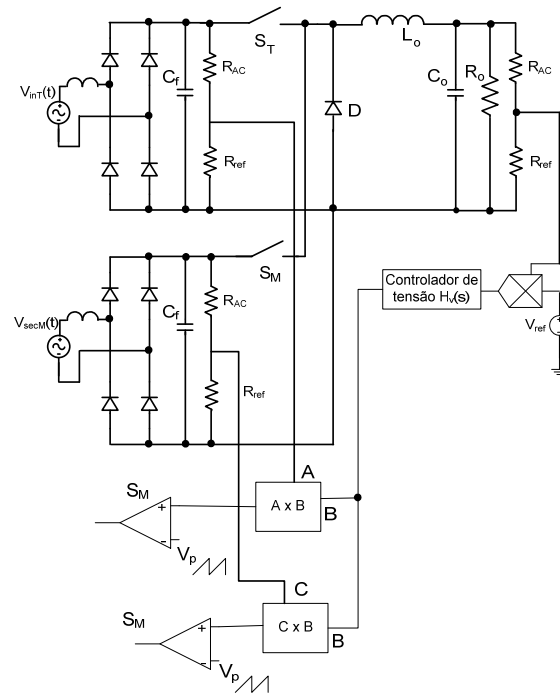 S_T
L_o
R_AC
C_f
V_inT(t)
C_o
R_o
R_AC
D
R_ref
R_ref
S_M
Controlador de
tensão H_v(s)
R_AC
C_f
V_secM(t)
V_ref
R_ref
A
S_M
A x B
B
V_p
C
S_M
C x B
B
V_p